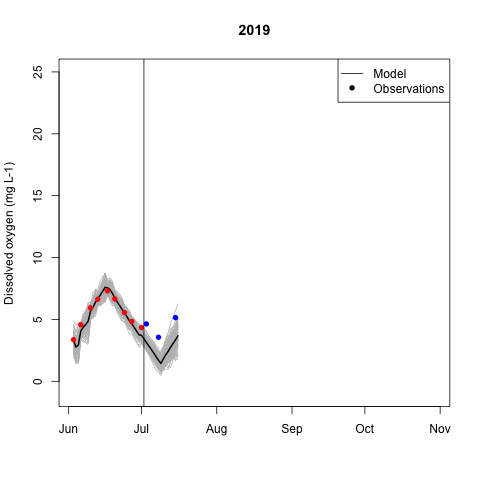 2019
Model
Observations
Dissolved oxygen (mg L-1)
25
20
15
10
5
0
Jun Jul Aug Sep Oct Nov